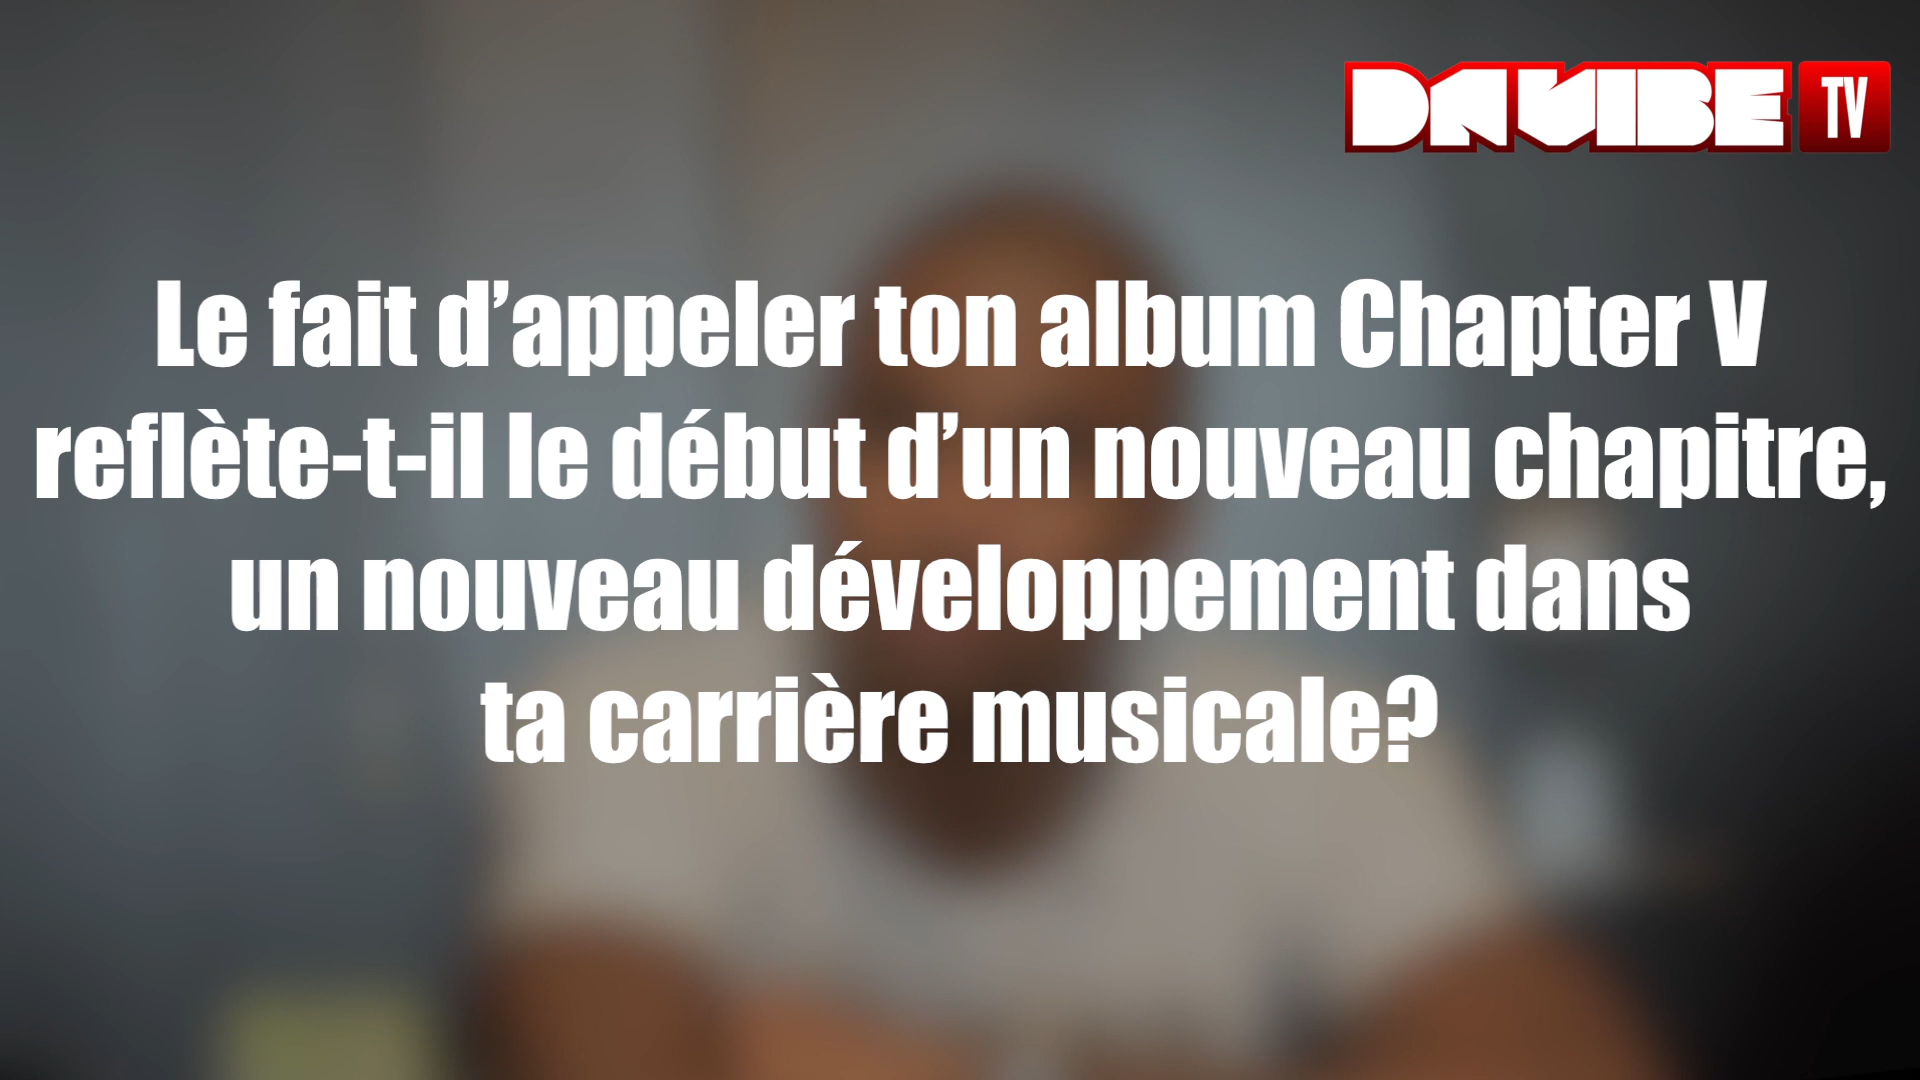 DAVIBE TV
Le fait d’appeler ton album Chapter V
reflète-t-il le début d’un nouveau chapitre,
un nouveau développement dans
ta carrière musicale?